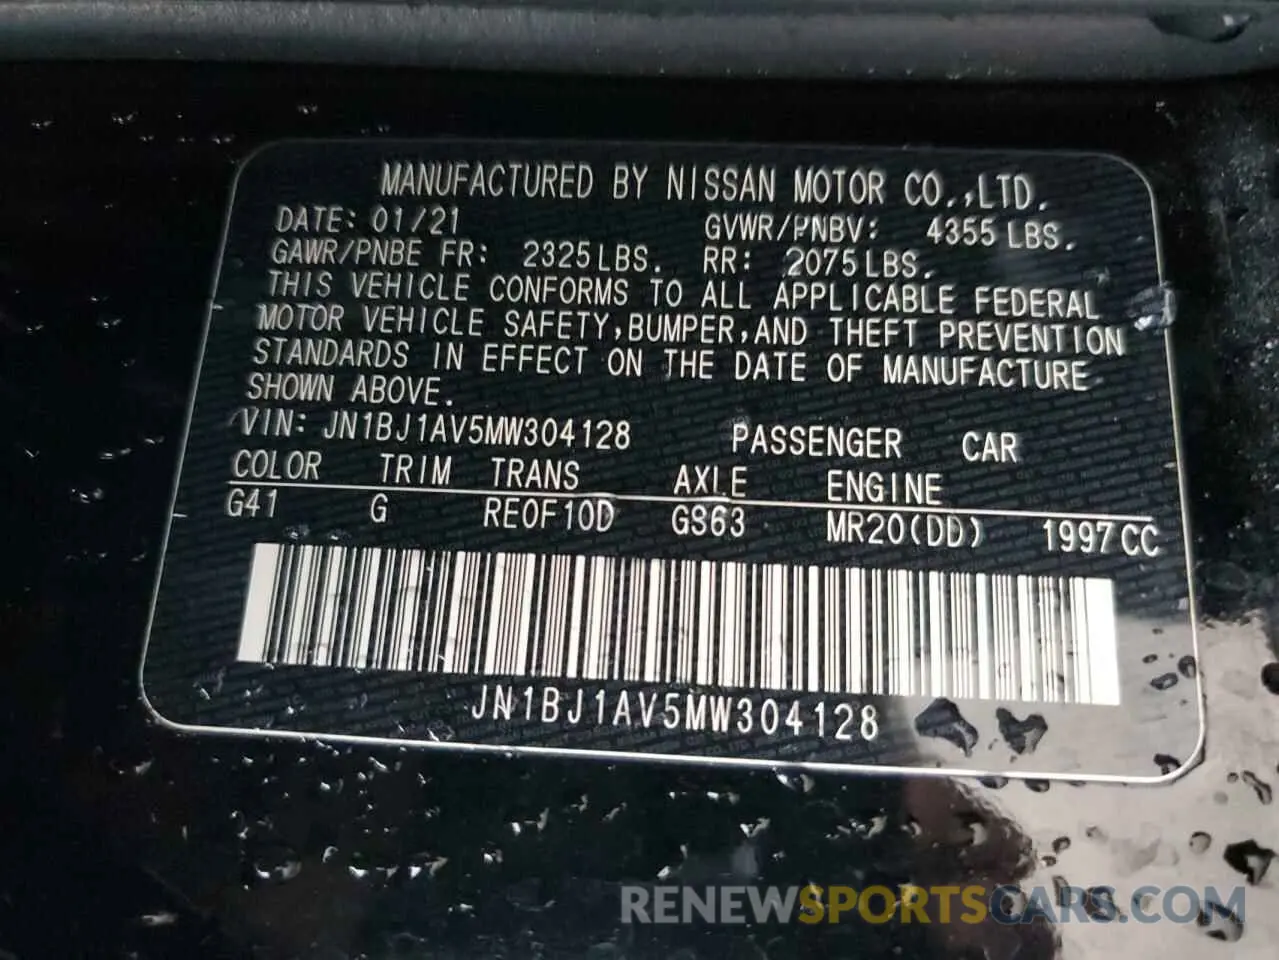 MANUFACTURED BY NISSAN MOTOR CO.,LTD.
DATE: 01/21 GVWR/PNBV: 4355 LBS.
GAWR/PNBE FR: 2325 LBS. RR: 2075 LBS.
THIS VEHICLE CONFORMS TO ALL APPLICABLE FEDERAL
MOTOR VEHICLE SAFETY,BUMPER,AND THEFT PREVENTION
STANDARDS IN EFFECT ON THE DATE OF MANUFACTURE
SHOWN ABOVE.
VIN: JN1BJ1AV5MW304128 PASSENGER CAR
COLOR TRIM TRANS AXLE ENGINE
G41 G RE0F10D GS63 MR20(DD) 1997 CC
JN1BJ1AV5MW304128
RENEWSPORTSCARS.COM